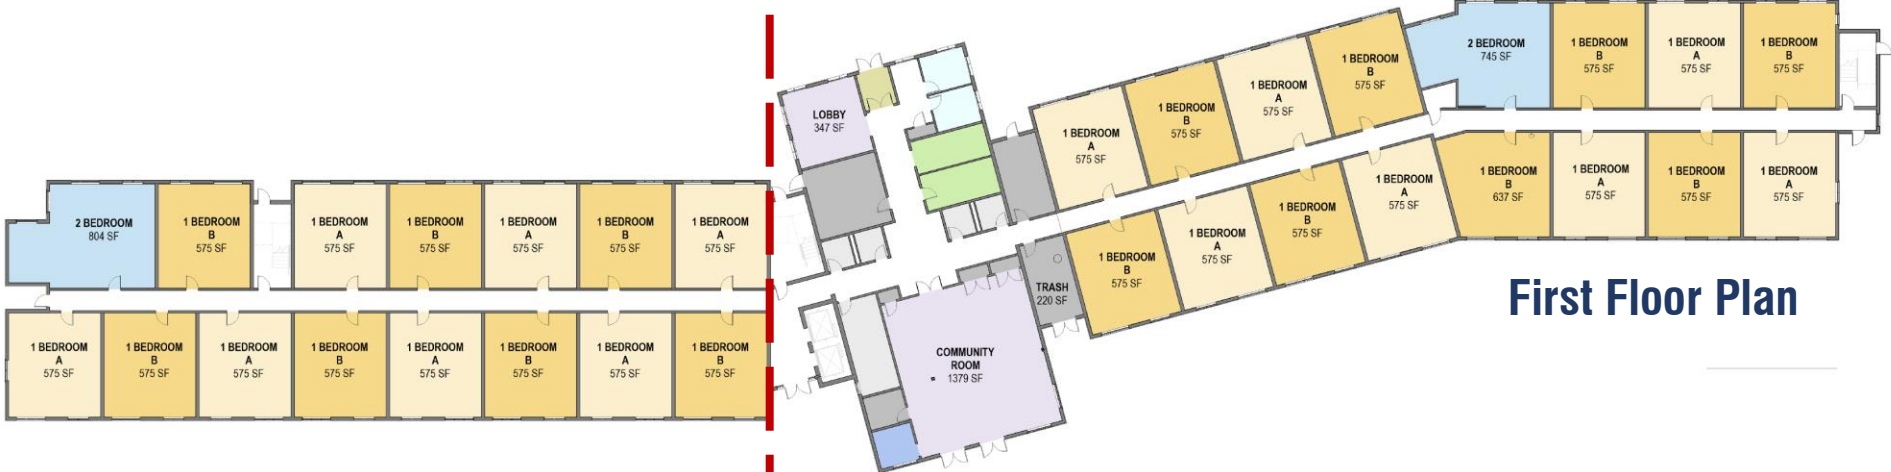 2 BEDROOM
804 SF
1 BEDROOM
B
575 SF
1 BEDROOM
A
575 SF
1 BEDROOM
B
575 SF
1 BEDROOM
A
575 SF
1 BEDROOM
B
575 SF
1 BEDROOM
A
575 SF
1 BEDROOM
A
575 SF
1 BEDROOM
B
575 SF
1 BEDROOM
A
575 SF
1 BEDROOM
B
575 SF
1 BEDROOM
A
575 SF
1 BEDROOM
B
575 SF
1 BEDROOM
A
575 SF
1 BEDROOM
B
575 SF
LOBBY
347 SF
COMMUNITY
ROOM
1379 SF
TRASH
220 SF
1 BEDROOM
A
575 SF
1 BEDROOM
B
575 SF
1 BEDROOM
A
575 SF
1 BEDROOM
B
575 SF
2 BEDROOM
745 SF
1 BEDROOM
B
575 SF
1 BEDROOM
A
575 SF
1 BEDROOM
B
575 SF
1 BEDROOM
B
575 SF
1 BEDROOM
A
575 SF
1 BEDROOM
B
575 SF
1 BEDROOM
A
575 SF
1 BEDROOM
B
637 SF
1 BEDROOM
A
575 SF
1 BEDROOM
B
575 SF
1 BEDROOM
A
575 SF
First Floor Plan